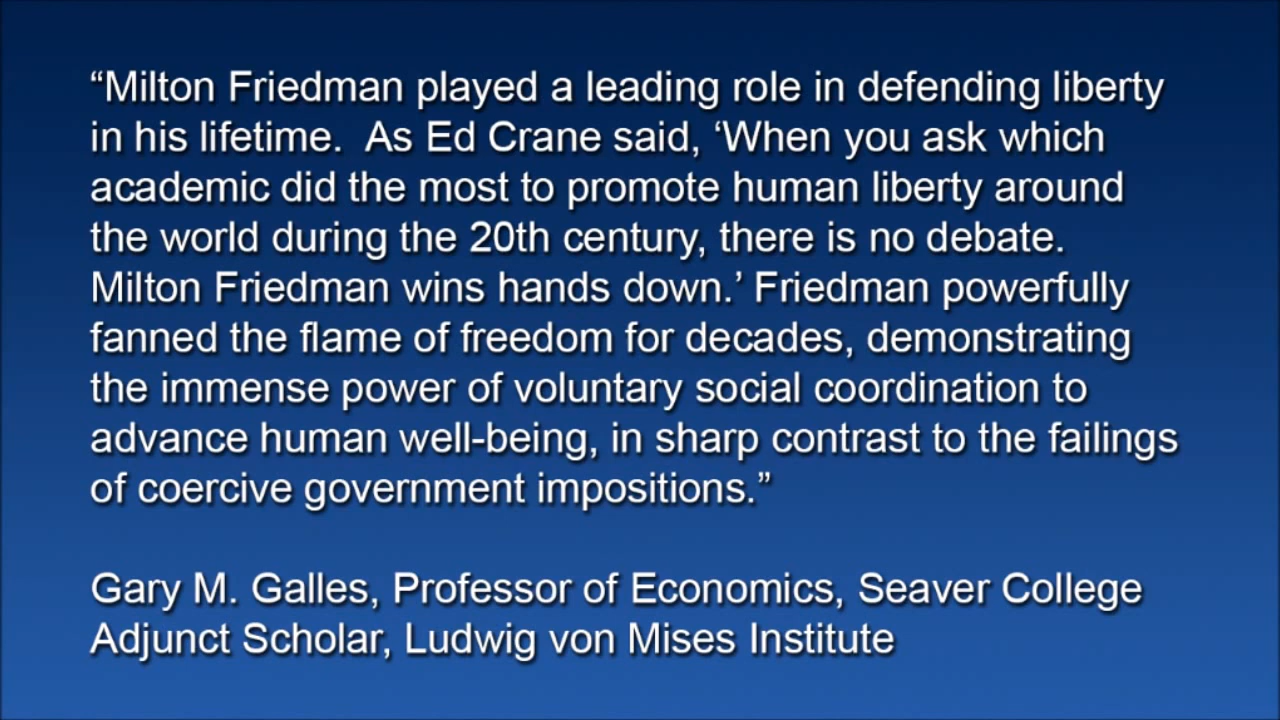 “Milton Friedman played a leading role in defending liberty
in his lifetime.  As Ed Crane said, ‘When you ask which
academic did the most to promote human liberty around
the world during the 20th century, there is no debate.
Milton Friedman wins hands down.’ Friedman powerfully
fanned the flame of freedom for decades, demonstrating
the immense power of voluntary social coordination to
advance human well-being, in sharp contrast to the failings
of coercive government impositions.”
Gary M. Galles, Professor of Economics, Seaver College
Adjunct Scholar, Ludwig von Mises Institute